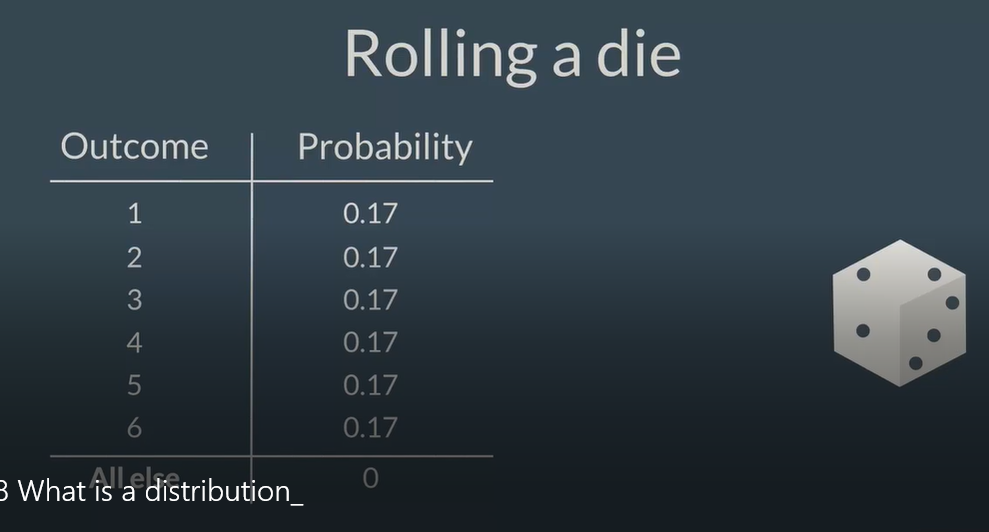 Rolling a die
Outcome Probability
1 0.17
2 0.17
3 0.17
4 0.17
5 0.17
6 0.17
All else 0
3 What is a distribution_